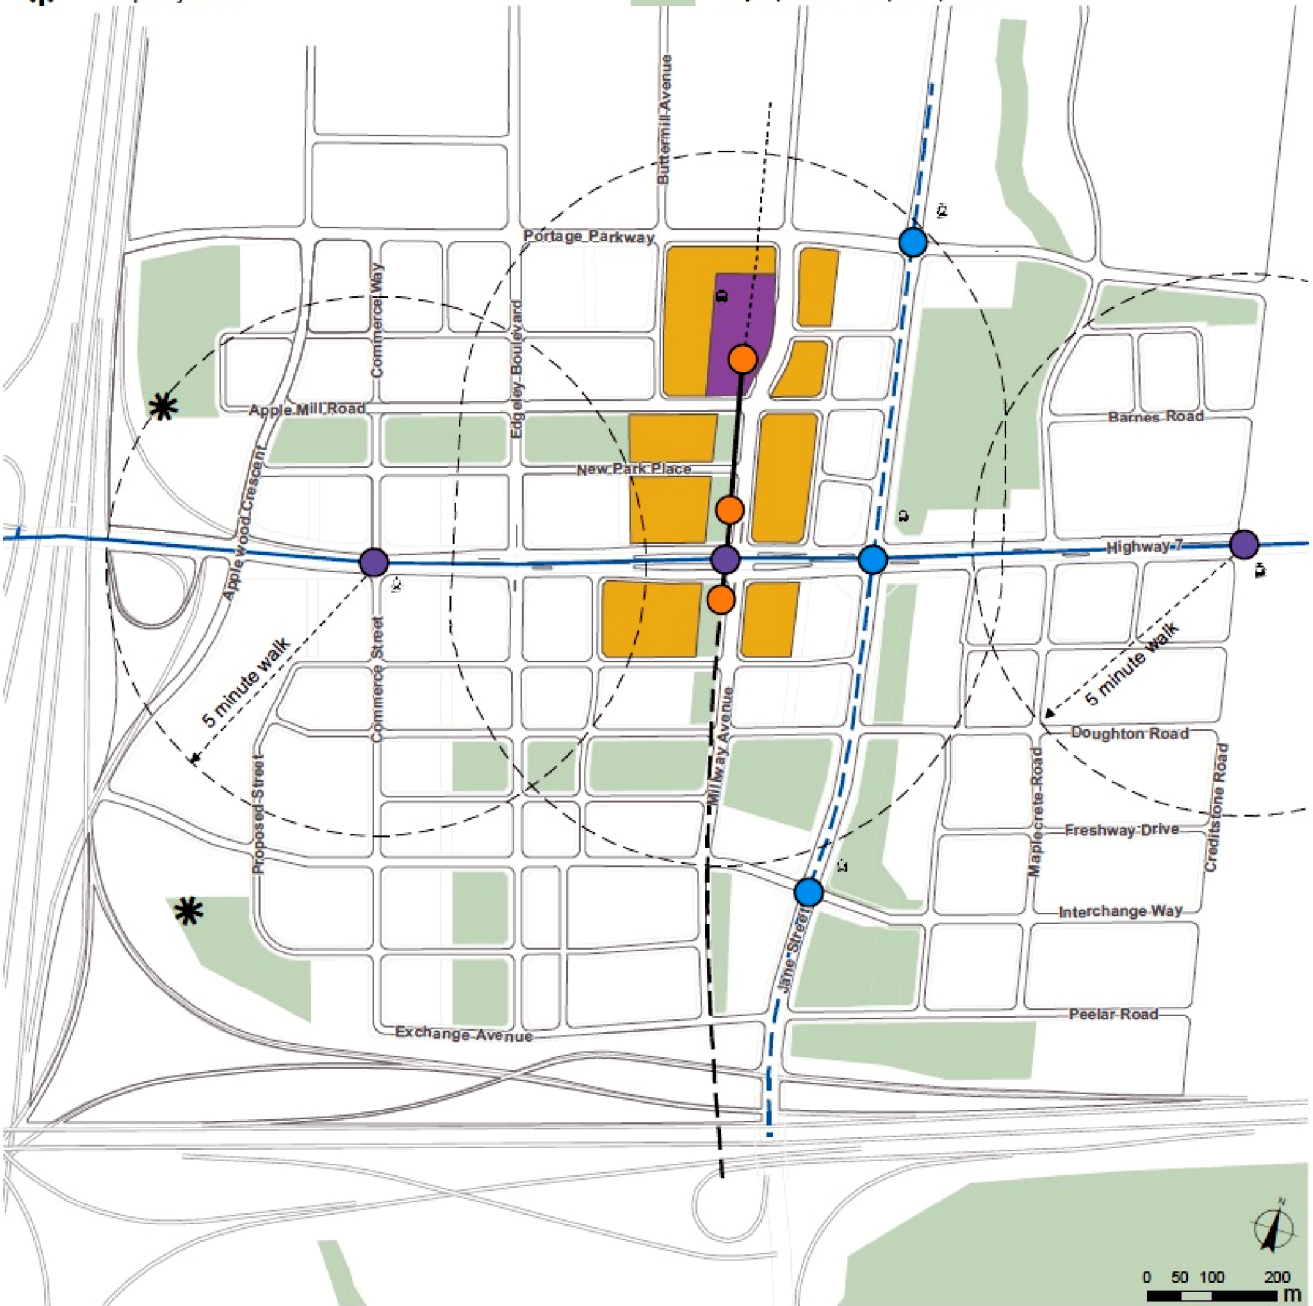 Buttermill Avenue
Portage Parkway
Commerce Way
Edgeley Boulevard
Apple Mill Road
Barnes Road
New Park Place
Applewood Crescent
Highway 7
5 minute walk
5 minute walk
Commerce Street
Millway Avenue
Doughton Road
Proposed Street
Maplecrete Road
Creditstone Road
Freshway Drive
Interchange Way
Jane Street
Peelar Road
Exchange Avenue
N
0 50 100 200
m